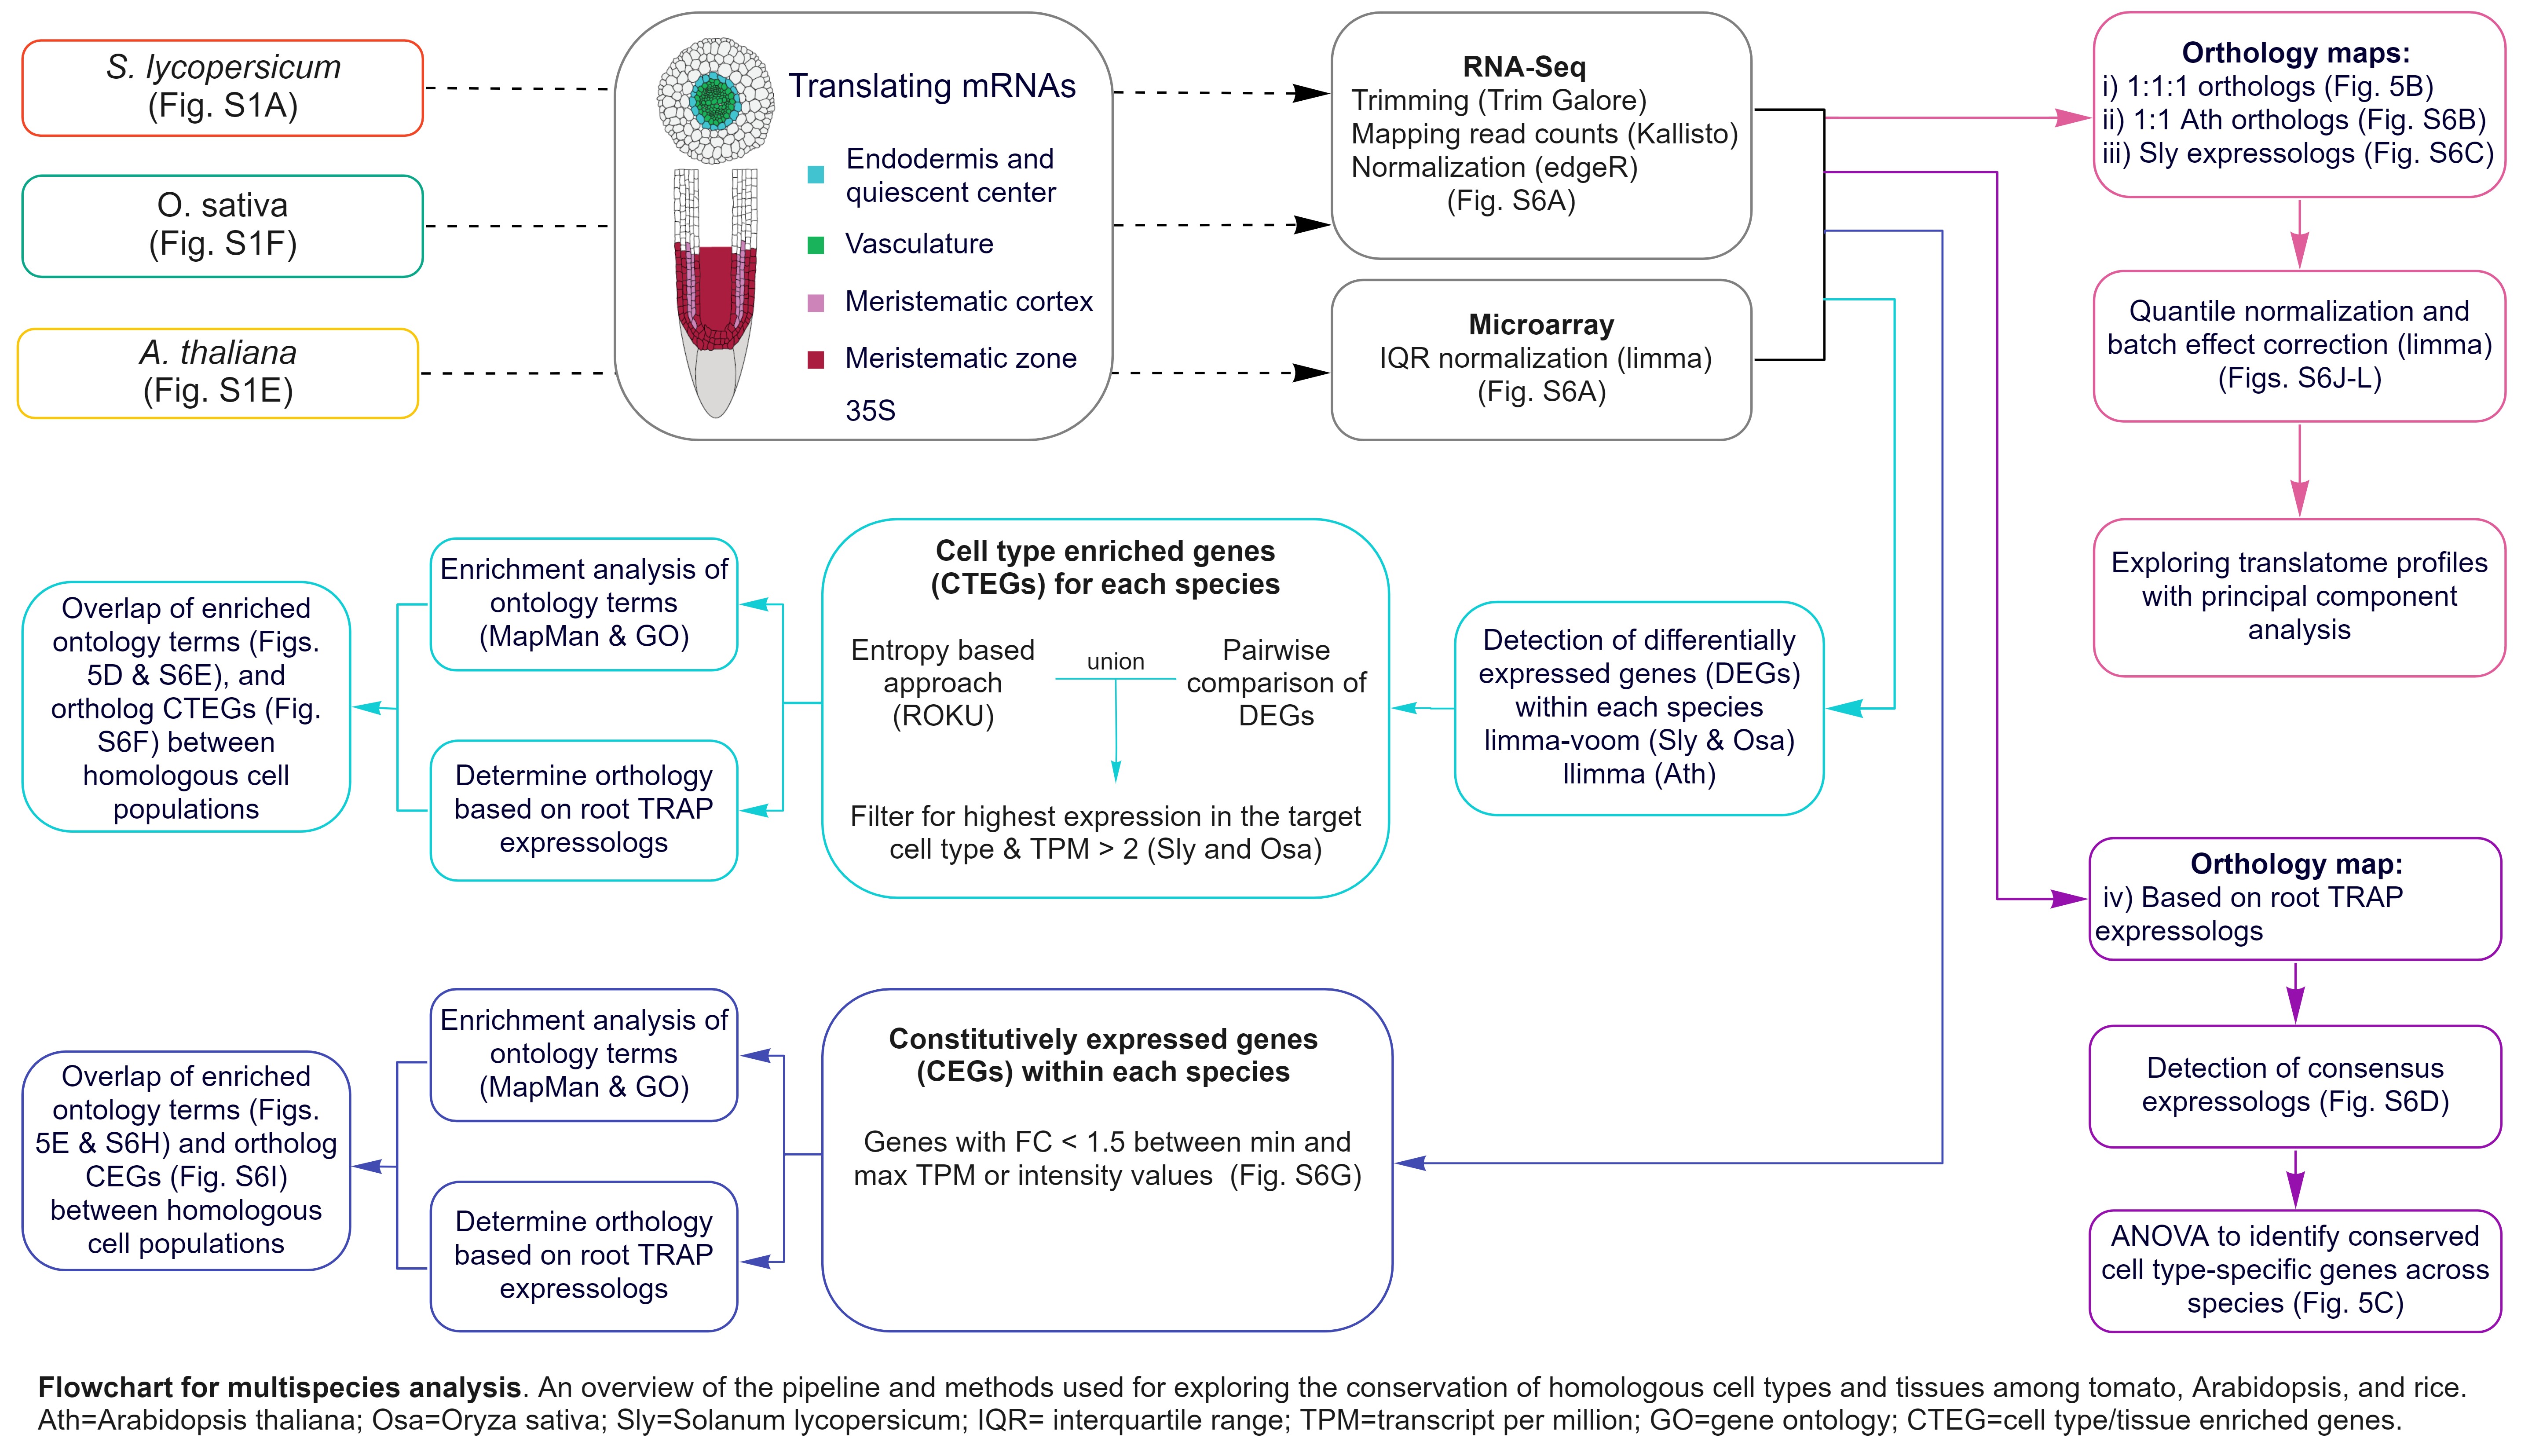 S. lycopersicum
(Fig. S1A)
O. sativa
(Fig. S1F)
A. thaliana
(Fig. S1E)
Translating mRNAs
Endodermis and
quiescent center
Vasculature
Meristematic cortex
Meristematic zone
35S
RNA-Seq
Trimming (Trim Galore)
Mapping read counts (Kallisto)
Normalization (edgeR)
(Fig. S6A)
Microarray
IQR normalization (limma)
(Fig. S6A)
Orthology maps:
i) 1:1:1 orthologs (Fig. 5B)
ii) 1:1 Ath orthologs (Fig. S6B)
iii) Sly expressologs (Fig. S6C)
Quantile normalization and
batch effect correction (limma)
(Figs. S6J-L)
Exploring translatome profiles
with principal component
analysis
Overlap of enriched
ontology terms (Figs.
5D & S6E), and
ortholog CTEGs (Fig.
S6F) between
homologous cell
populations
Enrichment analysis of
ontology terms
(MapMan & GO)
Determine orthology
based on root TRAP
expressologs
Cell type enriched genes
(CTEGs) for each species
Entropy based
approach
(ROKU)
union
Pairwise
comparison of
DEGs
Filter for highest expression in the target
cell type & TPM > 2 (Sly and Osa)
Detection of differentially
expressed genes (DEGs)
within each species
limma-voom (Sly & Osa)
llimma (Ath)
Orthology map:
iv) Based on root TRAP
expressologs
Detection of consensus
expressologs (Fig. S6D)
ANOVA to identify conserved
cell type-specific genes across
species (Fig. 5C)
Overlap of enriched
ontology terms (Figs.
5E & S6H) and ortholog
CEGs (Fig. S6I)
between homologous
cell populations
Enrichment analysis of
ontology terms
(MapMan & GO)
Determine orthology
based on root TRAP
expressologs
Constitutively expressed genes
(CEGs) within each species
Genes with FC < 1.5 between min and
max TPM or intensity values (Fig. S6G)
Flowchart for multispecies analysis. An overview of the pipeline and methods used for exploring the conservation of homologous cell types and tissues among tomato, Arabidopsis, and rice.
Ath=Arabidopsis thaliana; Osa=Oryza sativa; Sly=Solanum lycopersicum; IQR= interquartile range; TPM=transcript per million; GO=gene ontology; CTEG=cell type/tissue enriched genes.